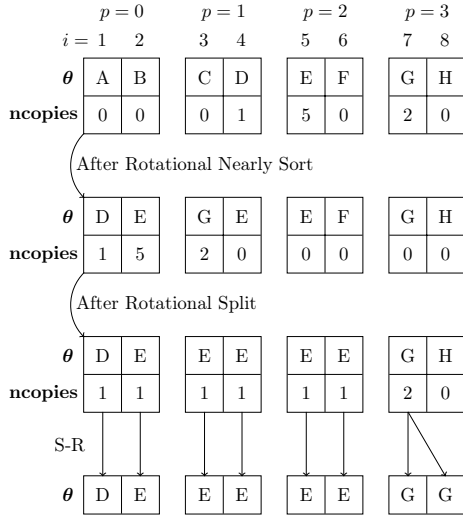 p = 0 p = 1 p = 2 p = 3
i = 1 2 3 4 5 6 7 8
θ A B C D E F G H
ncopies 0 0 0 1 5 0 2 0
After Rotational Nearly Sort
θ D E G E E F G H
ncopies 1 5 2 0 0 0 0 0
After Rotational Split
θ D E E E E E G H
ncopies 1 1 1 1 1 1 2 0
S-R
θ D E E E E E G G